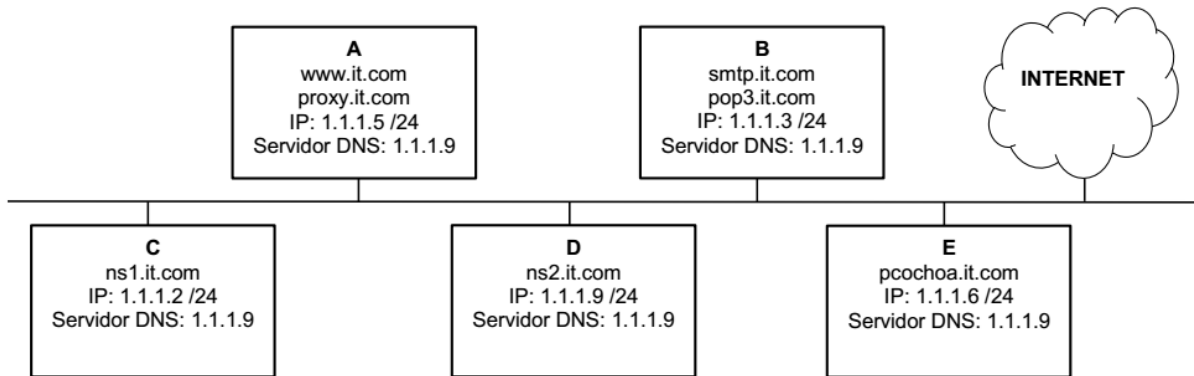 A
www.it.com
proxy.it.com
IP: 1.1.1.5 /24
Servidor DNS: 1.1.1.9
B
smtp.it.com
pop3.it.com
IP: 1.1.1.3 /24
Servidor DNS: 1.1.1.9
INTERNET
C
ns1.it.com
IP: 1.1.1.2 /24
Servidor DNS: 1.1.1.9
D
ns2.it.com
IP: 1.1.1.9 /24
Servidor DNS: 1.1.1.9
E
pcochoa.it.com
IP: 1.1.1.6 /24
Servidor DNS: 1.1.1.9